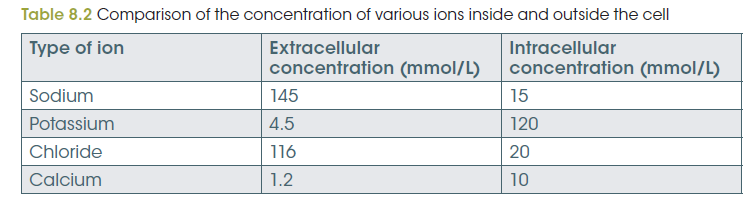 Table 8.2 Comparison of the concentration of various ions inside and outside the cell
Type of ion Extracellular concentration (mmol/L) Intracellular concentration (mmol/L)
Sodium 145 15
Potassium 4.5 120
Chloride 116 20
Calcium 1.2 10